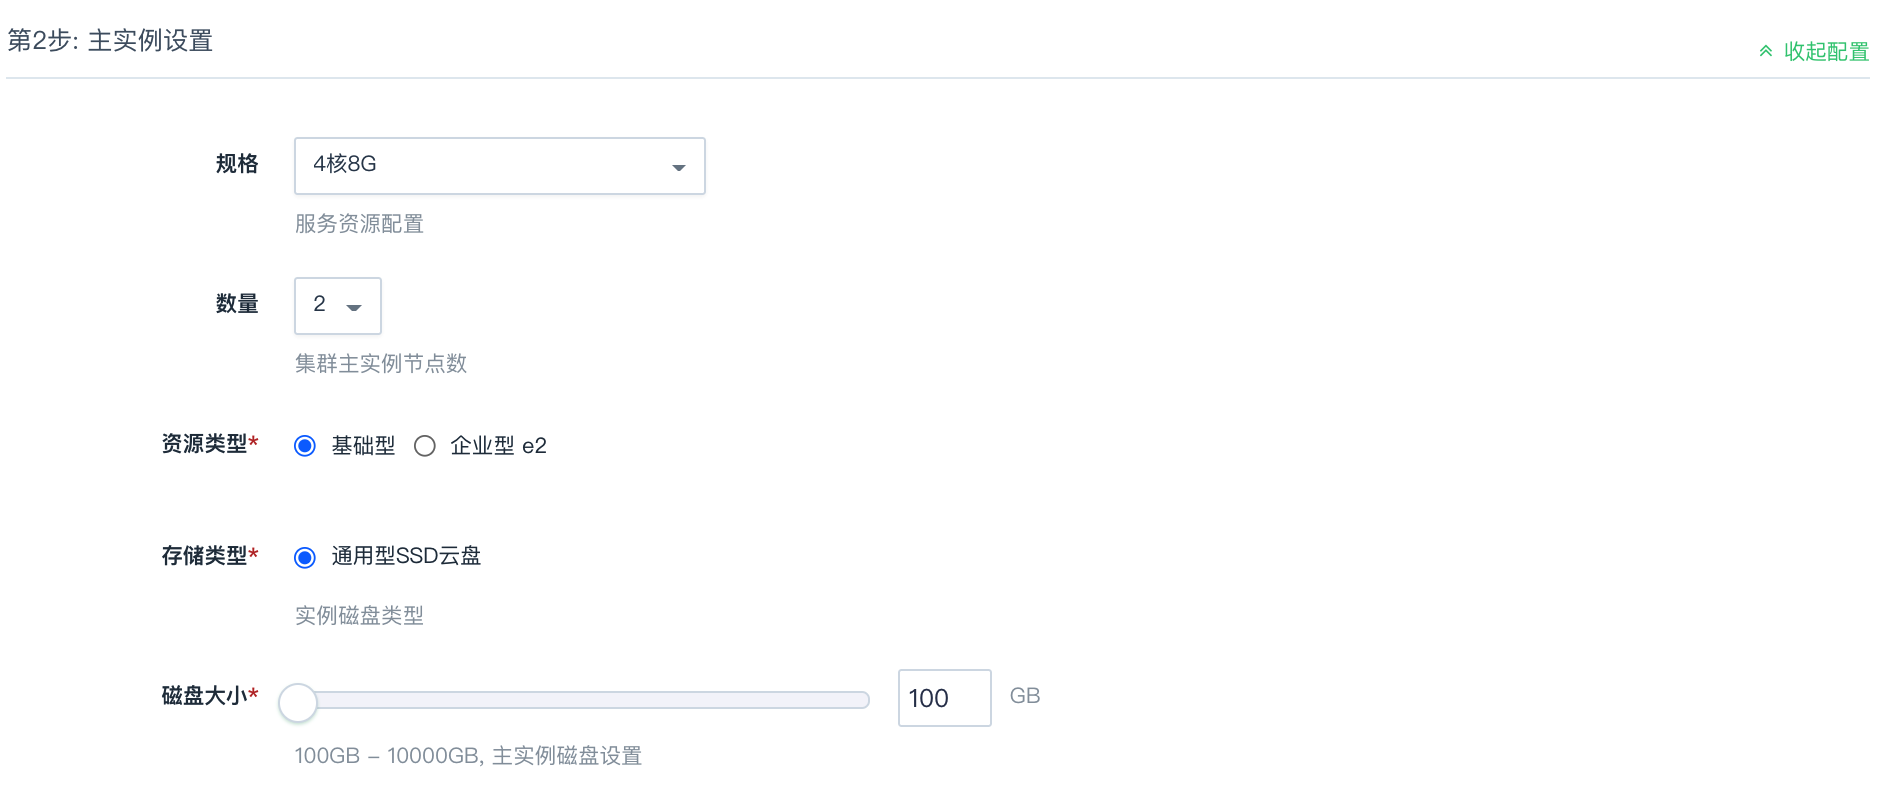 第2步: 主实例设置
收起配置
规格 4核8G
服务资源配置
数量 2
集群主实例节点数
资源类型* 基础型 企业型 e2
存储类型* 通用型SSD云盘
实例磁盘类型
磁盘大小* 100 GB
100GB – 10000GB, 主实例磁盘设置